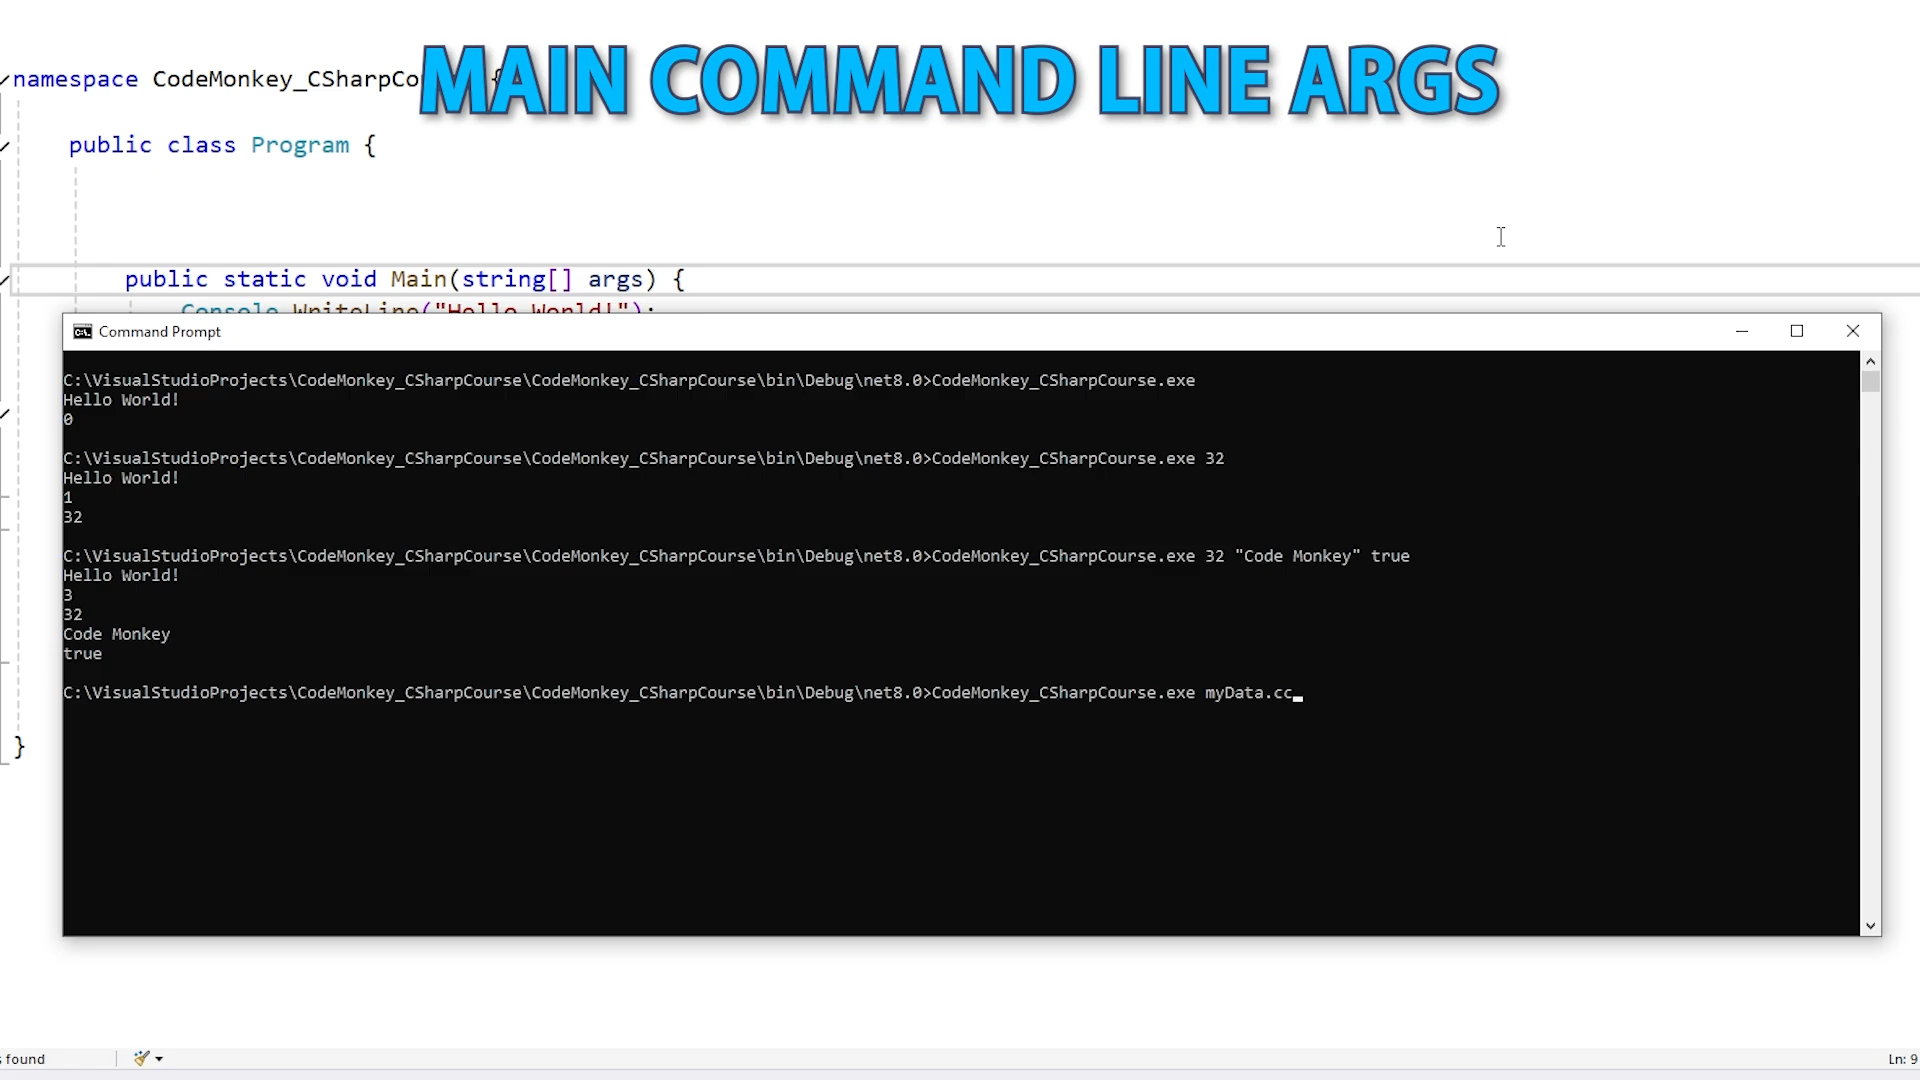 MAIN COMMAND LINE ARGS
namespace CodeMonkey_CSharpCo {
public class Program {
public static void Main(string[] args) {
Console.WriteLine("Hello World!");
Command Prompt
C:\VisualStudioProjects\CodeMonkey_CSharpCourse\CodeMonkey_CSharpCourse\bin\Debug\net8.0>CodeMonkey_CSharpCourse.exe
Hello World!
0
C:\VisualStudioProjects\CodeMonkey_CSharpCourse\CodeMonkey_CSharpCourse\bin\Debug\net8.0>CodeMonkey_CSharpCourse.exe 32
Hello World!
1
32
C:\VisualStudioProjects\CodeMonkey_CSharpCourse\CodeMonkey_CSharpCourse\bin\Debug\net8.0>CodeMonkey_CSharpCourse.exe 32 "Code Monkey" true
Hello World!
3
32
Code Monkey
true
C:\VisualStudioProjects\CodeMonkey_CSharpCourse\CodeMonkey_CSharpCourse\bin\Debug\net8.0>CodeMonkey_CSharpCourse.exe myData.cc
}
s found
Ln: 9